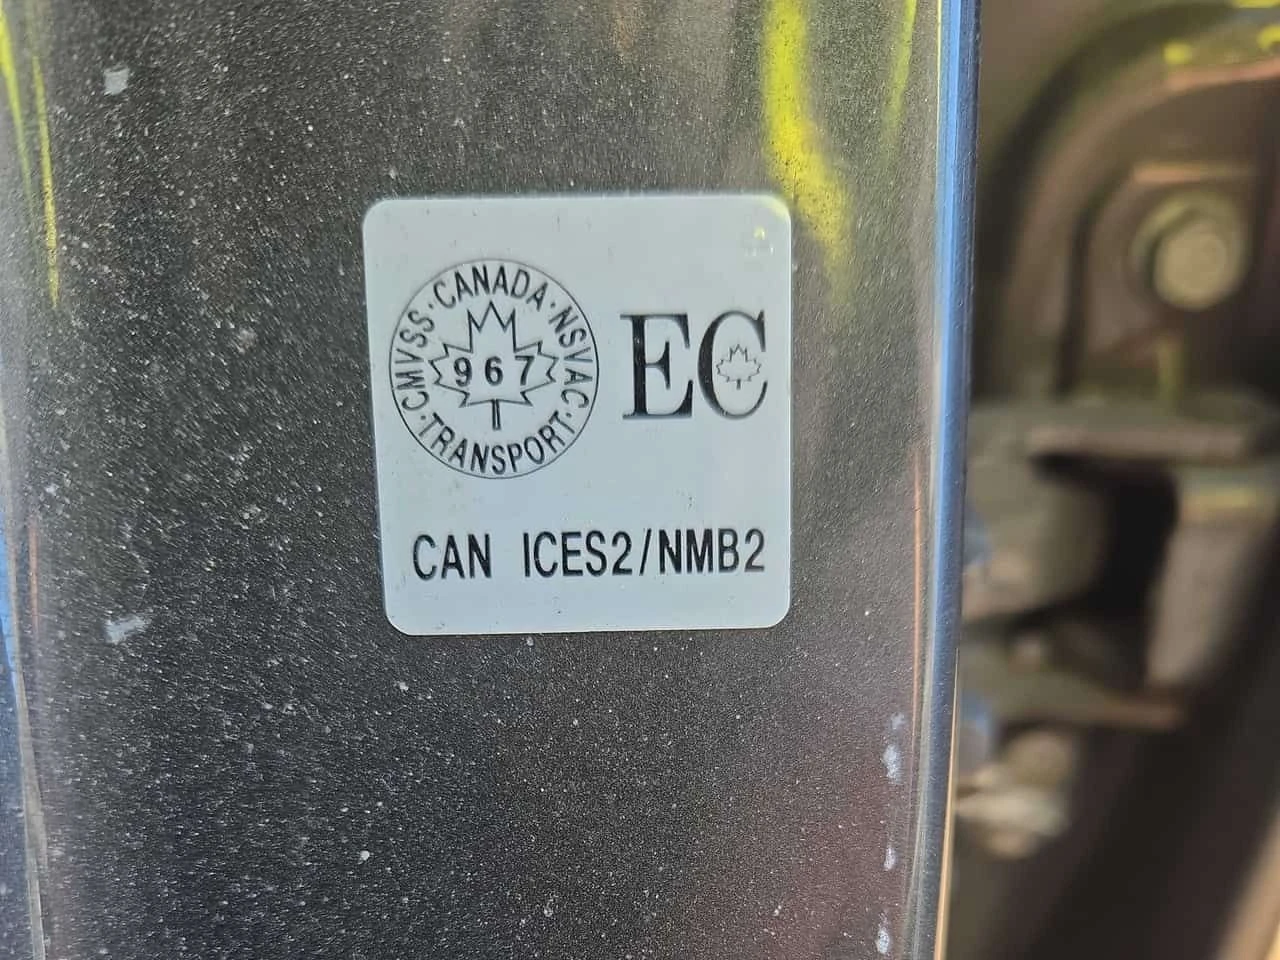 CMVSS · CANADA · NSVAC · TRANSPORT ·
967
EC
CAN ICES2/NMB2